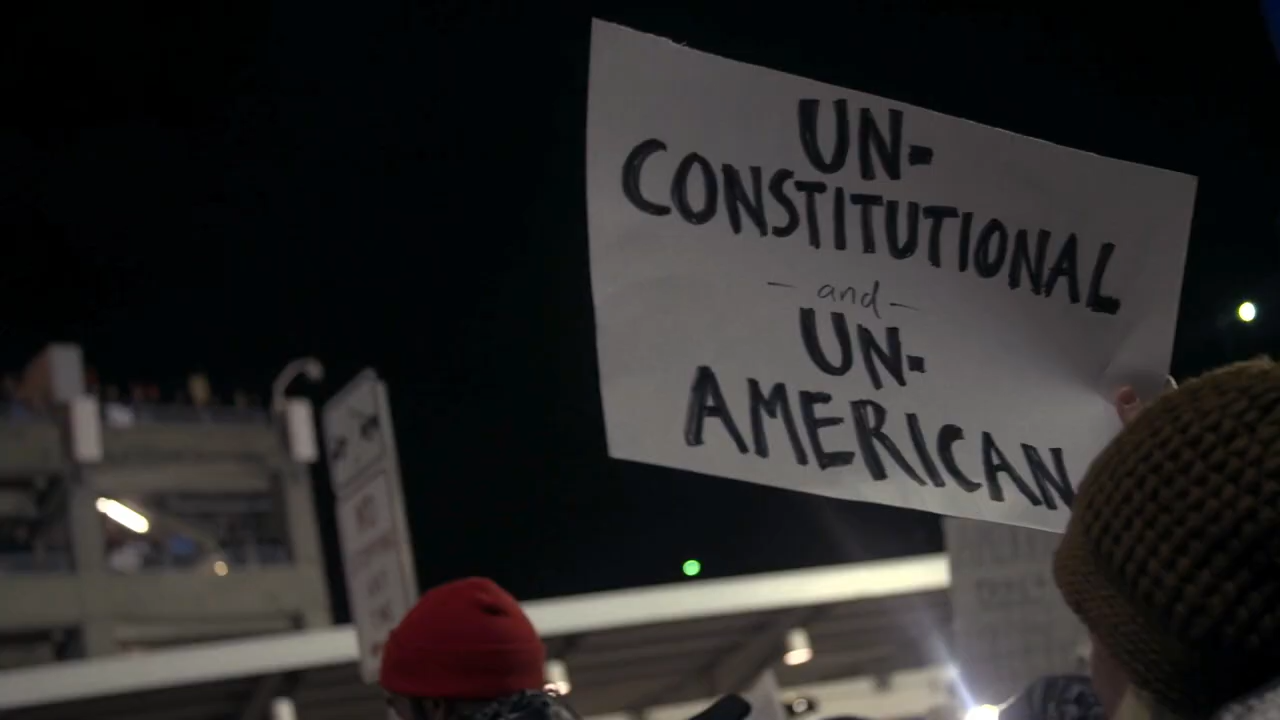 UN-
CONSTITUTIONAL
- and -
UN-
AMERICAN